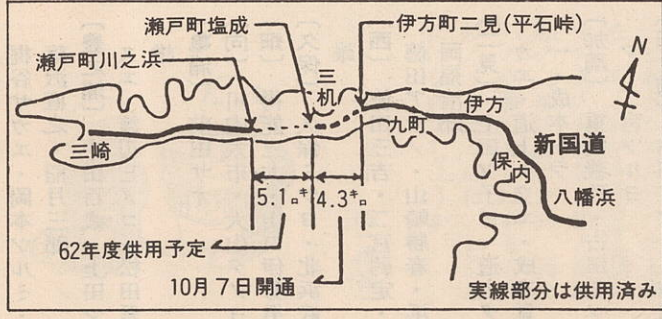 瀬戸町塩成
伊方町二見(平石峠)
瀬戸町川之浜
三机
N
伊方
九町
新国道
三崎
保内
5.1㌔
4.3㌔
八幡浜
62年度供用予定
10月7日開通
実線部分は供用済み